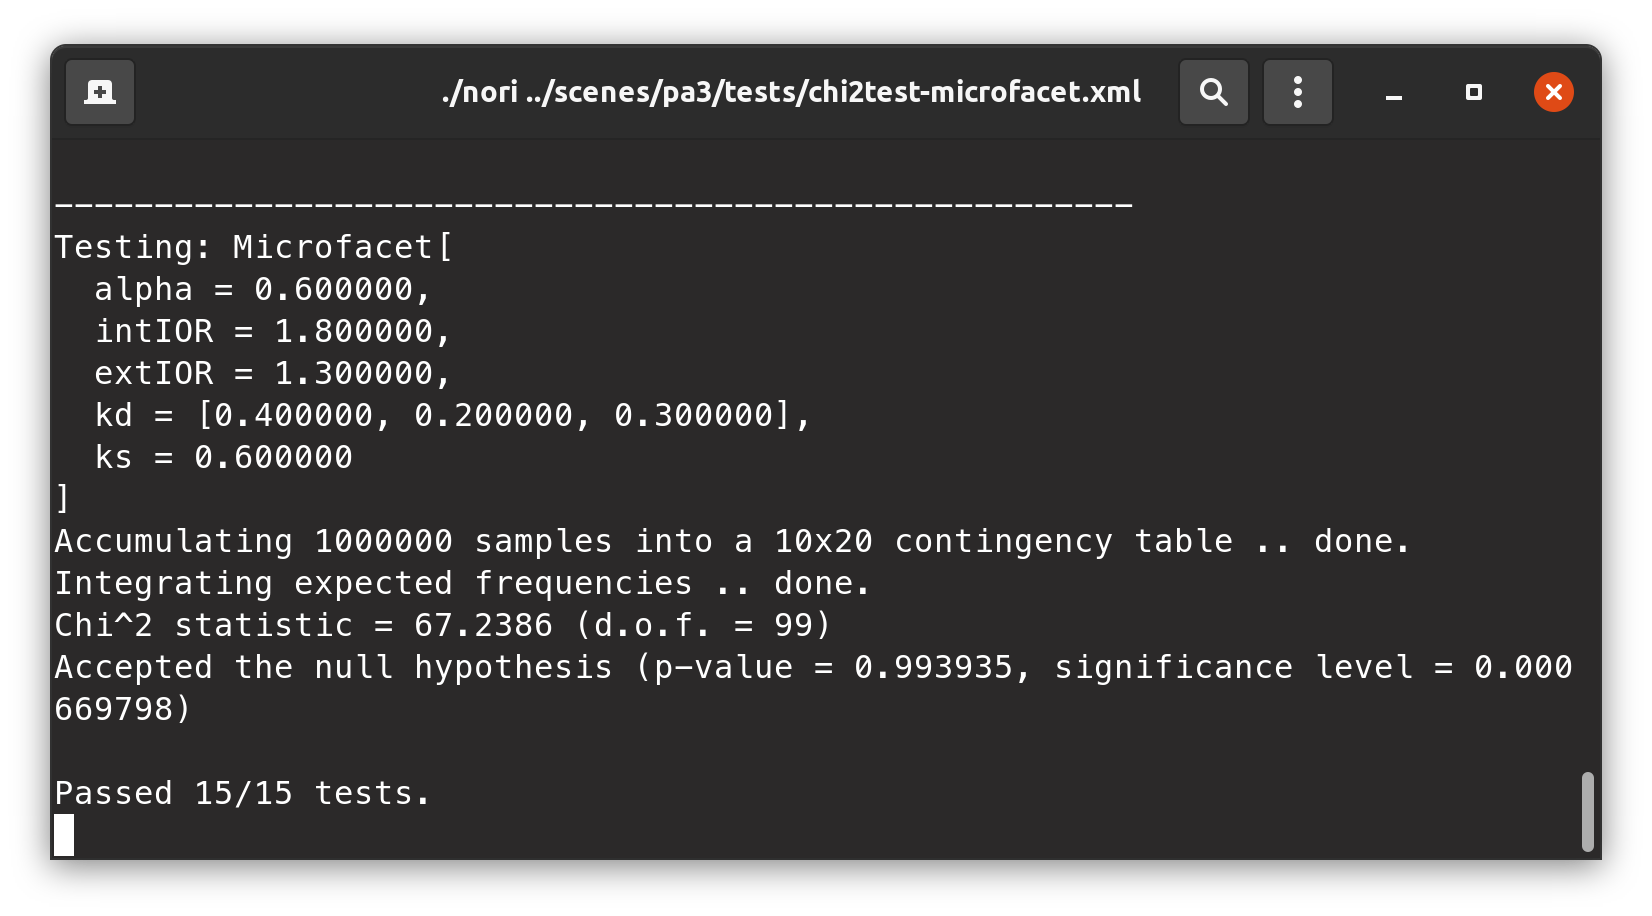 ./nori ../scenes/pa3/tests/chi2test-microfacet.xml
------------------------------------------------------
Testing: Microfacet[
  alpha = 0.600000,
  intIOR = 1.800000,
  extIOR = 1.300000,
  kd = [0.400000, 0.200000, 0.300000],
  ks = 0.600000
]
Accumulating 1000000 samples into a 10x20 contingency table .. done.
Integrating expected frequencies .. done.
Chi^2 statistic = 67.2386 (d.o.f. = 99)
Accepted the null hypothesis (p-value = 0.993935, significance level = 0.000
669798)
Passed 15/15 tests.